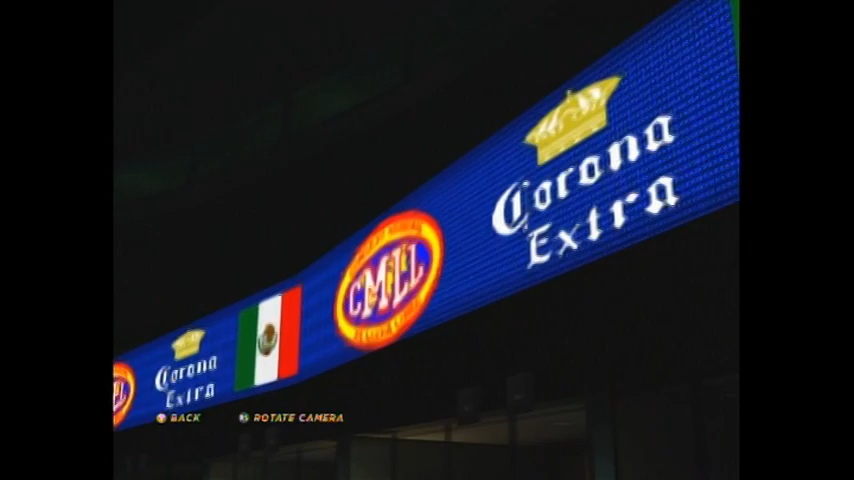 Corona
Extra
CMLL
Corona
Extra
BACK
ROTATE CAMERA